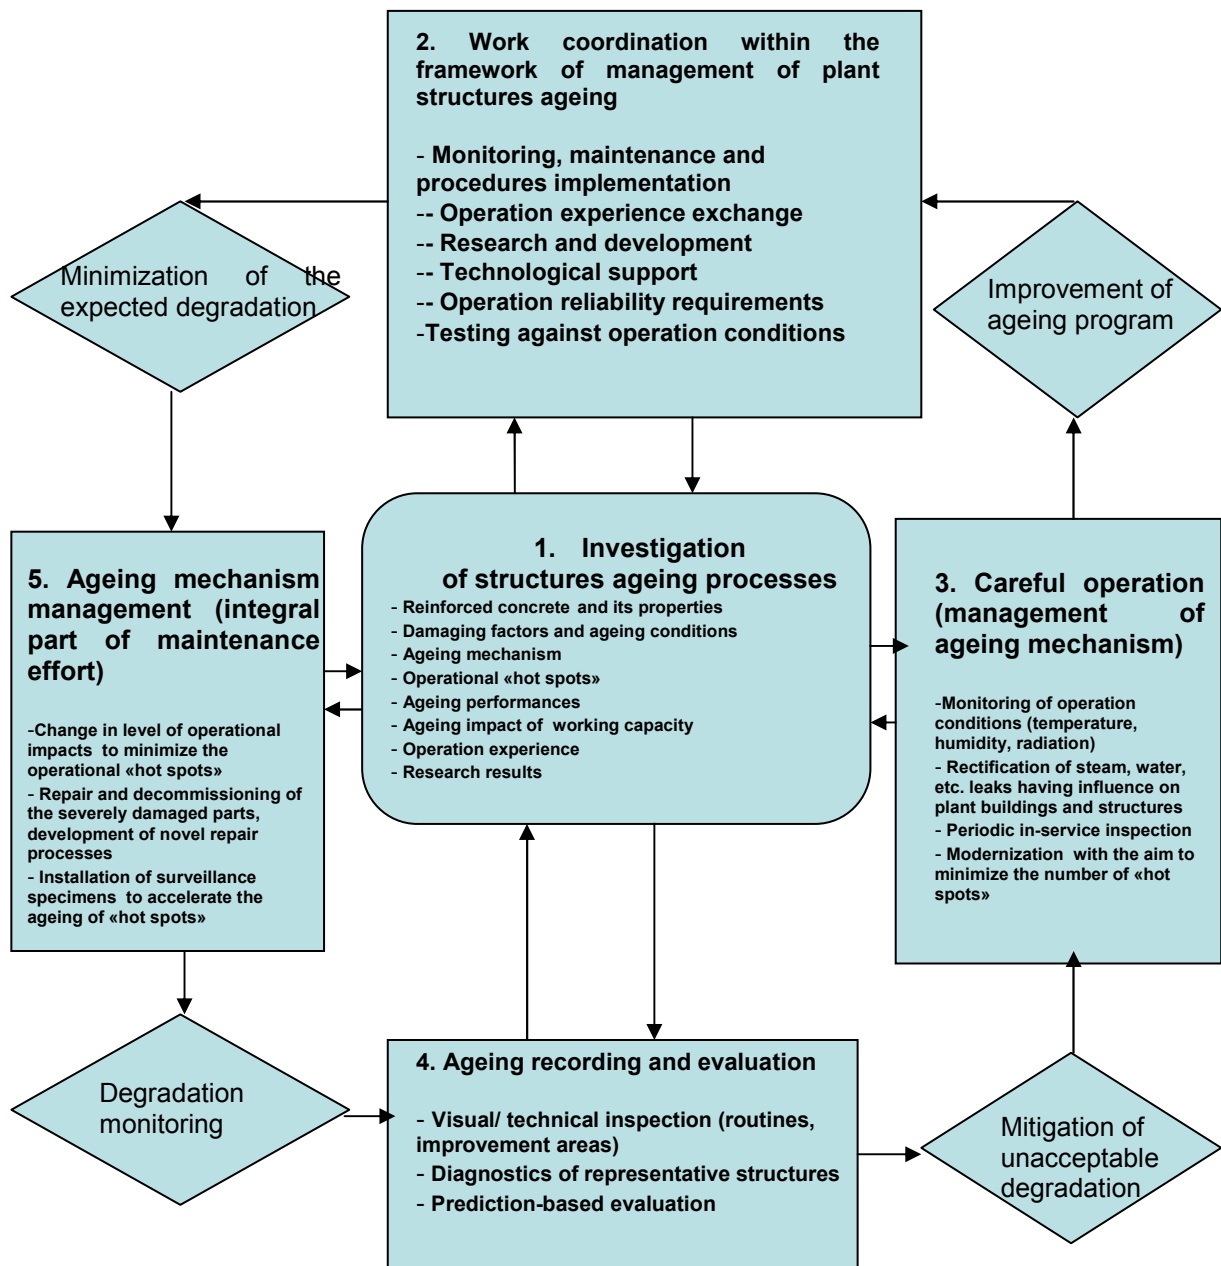 2. Work coordination within the
framework of management of plant
structures ageing
- Monitoring, maintenance and
procedures implementation
-- Operation experience exchange
-- Research and development
-- Technological support
-- Operation reliability requirements
-Testing against operation conditions
Minimization of the
expected degradation
Improvement of
ageing program
5. Ageing mechanism
management (integral
part of maintenance
effort)
-Change in level of operational
impacts to minimize the
operational «hot spots»
- Repair and decommissioning of
the severely damaged parts,
development of novel repair
processes
- Installation of surveillance
specimens to accelerate the
ageing of «hot spots»
1. Investigation
of structures ageing processes
- Reinforced concrete and its properties
- Damaging factors and ageing conditions
- Ageing mechanism
- Operational «hot spots»
- Ageing performances
- Ageing impact of working capacity
- Operation experience
- Research results
3. Careful operation
(management of
ageing mechanism)
-Monitoring of operation
conditions (temperature,
humidity, radiation)
- Rectification of steam, water,
etc. leaks having influence on
plant buildings and structures
- Periodic in-service inspection
- Modernization with the aim to
minimize the number of «hot
spots»
Degradation
monitoring
4. Ageing recording and evaluation
- Visual/ technical inspection (routines,
improvement areas)
- Diagnostics of representative structures
- Prediction-based evaluation
Mitigation of
unacceptable
degradation